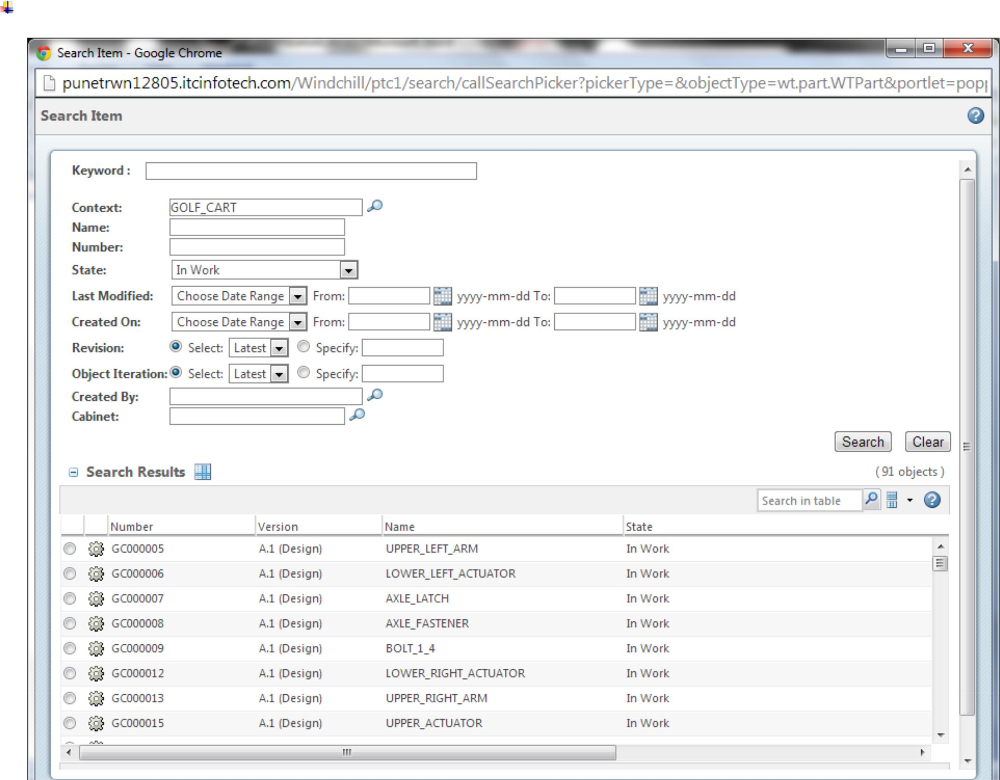 Search Item - Google Chrome
punetrwn12805.itcinfotech.com/Windchill/ptc1/search/callSearchPicker?pickerType=&objectType=wt.part.WTPart&portlet=popp
Search Item
Keyword :
Context: GOLF_CART
Name:
Number:
State: In Work
Last Modified: Choose Date Range From: yyyy-mm-dd To: yyyy-mm-dd
Created On: Choose Date Range From: yyyy-mm-dd To: yyyy-mm-dd
Revision: Select: Latest Specify:
Object Iteration: Select: Latest Specify:
Created By:
Cabinet:
Search Clear
Search Results ( 91 objects )
Search in table
Number Version Name State
GC000005 A.1 (Design) UPPER_LEFT_ARM In Work
GC000006 A.1 (Design) LOWER_LEFT_ACTUATOR In Work
GC000007 A.1 (Design) AXLE_LATCH In Work
GC000008 A.1 (Design) AXLE_FASTENER In Work
GC000009 A.1 (Design) BOLT_1_4 In Work
GC000012 A.1 (Design) LOWER_RIGHT_ACTUATOR In Work
GC000013 A.1 (Design) UPPER_RIGHT_ARM In Work
GC000015 A.1 (Design) UPPER_ACTUATOR In Work